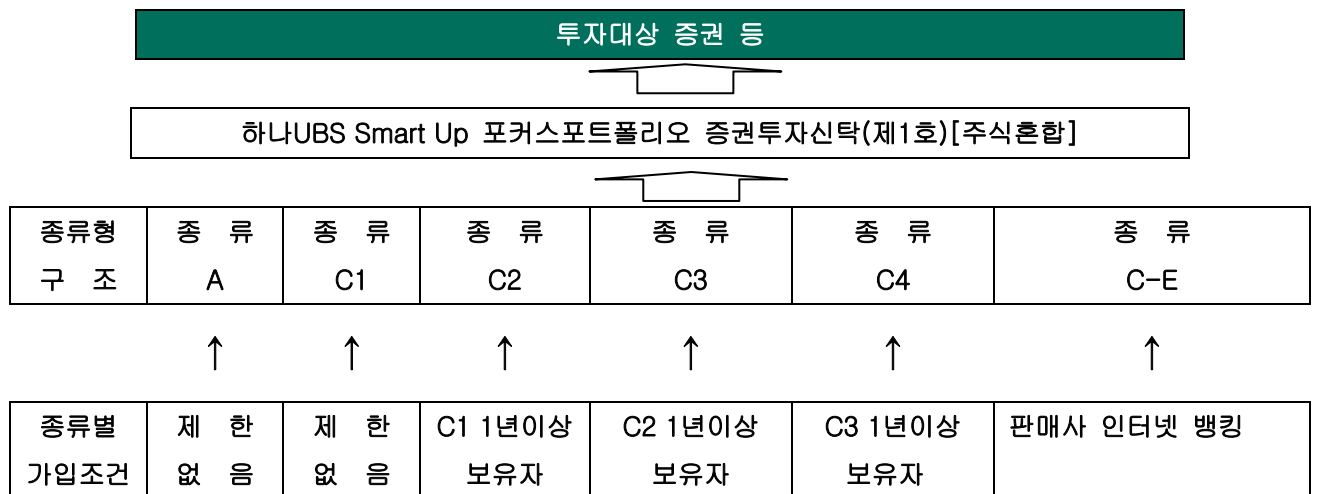 투자대상 증권 등
하나UBS Smart Up 포커스포트폴리오 증권투자신탁(제1호)[주식혼합]
종류형 종 류 종 류 종 류 종 류 종 류 종 류
구 조 A C1 C2 C3 C4 C-E
↑ ↑ ↑ ↑ ↑ ↑
종류별 제 한 제 한 C1 1년이상 C2 1년이상 C3 1년이상 판매사 인터넷 뱅킹
가입조건 없 음 없 음 보유자 보유자 보유자